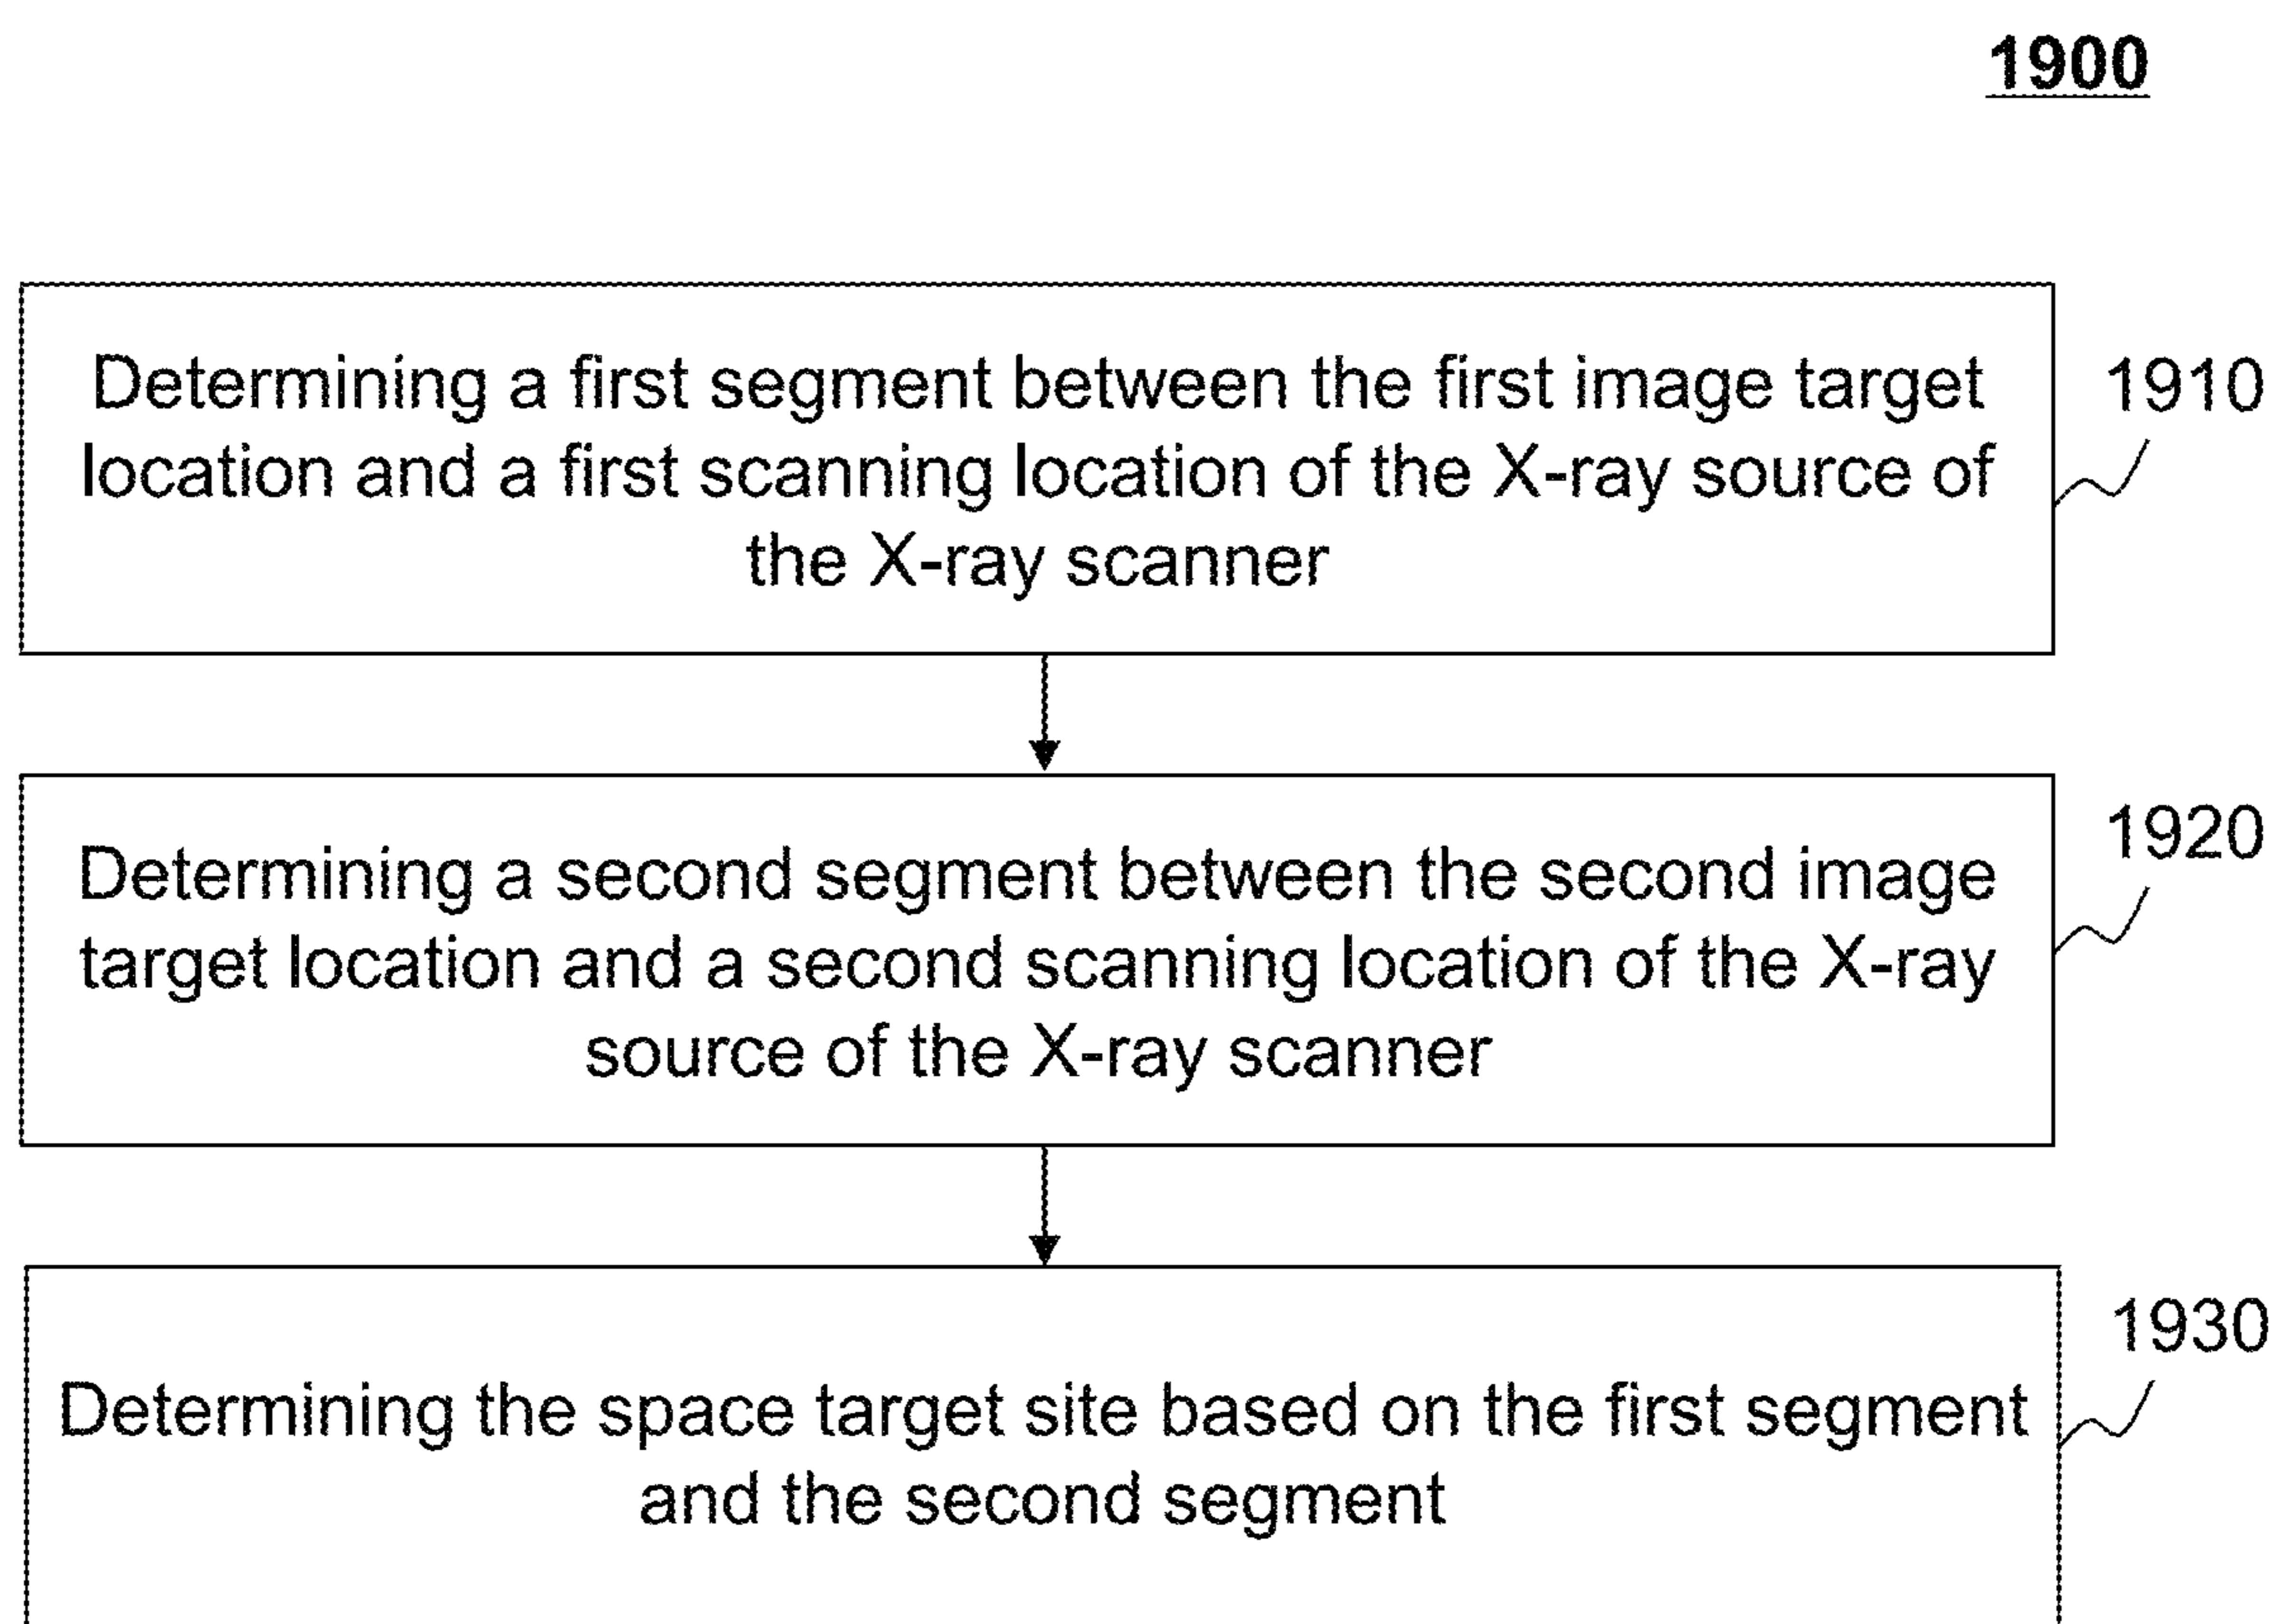 1900
Determining a first segment between the first image target
location and a first scanning location of the X-ray source of
the X-ray scanner
1910
Determining a second segment between the second image
target location and a second scanning location of the X-ray
source of the X-ray scanner
1920
Determining the space target site based on the first segment
and the second segment
1930